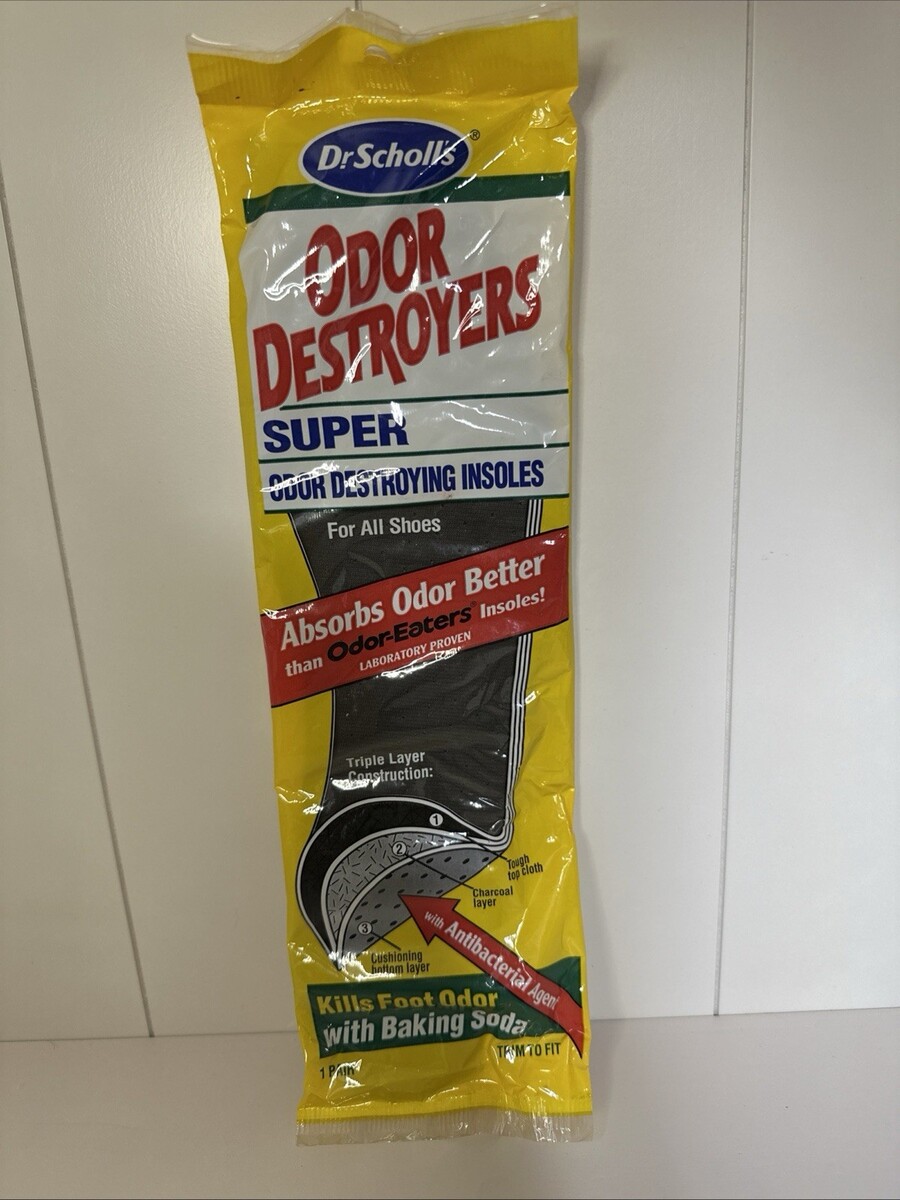 Dr. Scholl's®
ODOR
DESTROYERS
SUPER
ODOR DESTROYING INSOLES
For All Shoes
Absorbs Odor Better
than Odor-Eaters® Insoles!
LABORATORY PROVEN
Triple Layer
Construction:
1
2
Tough
top cloth
Charcoal
layer
3
Cushioning
bottom layer
with Antibacterial Agent
Kills Foot Odor
with Baking Soda
TRIM TO FIT
1 PAIR